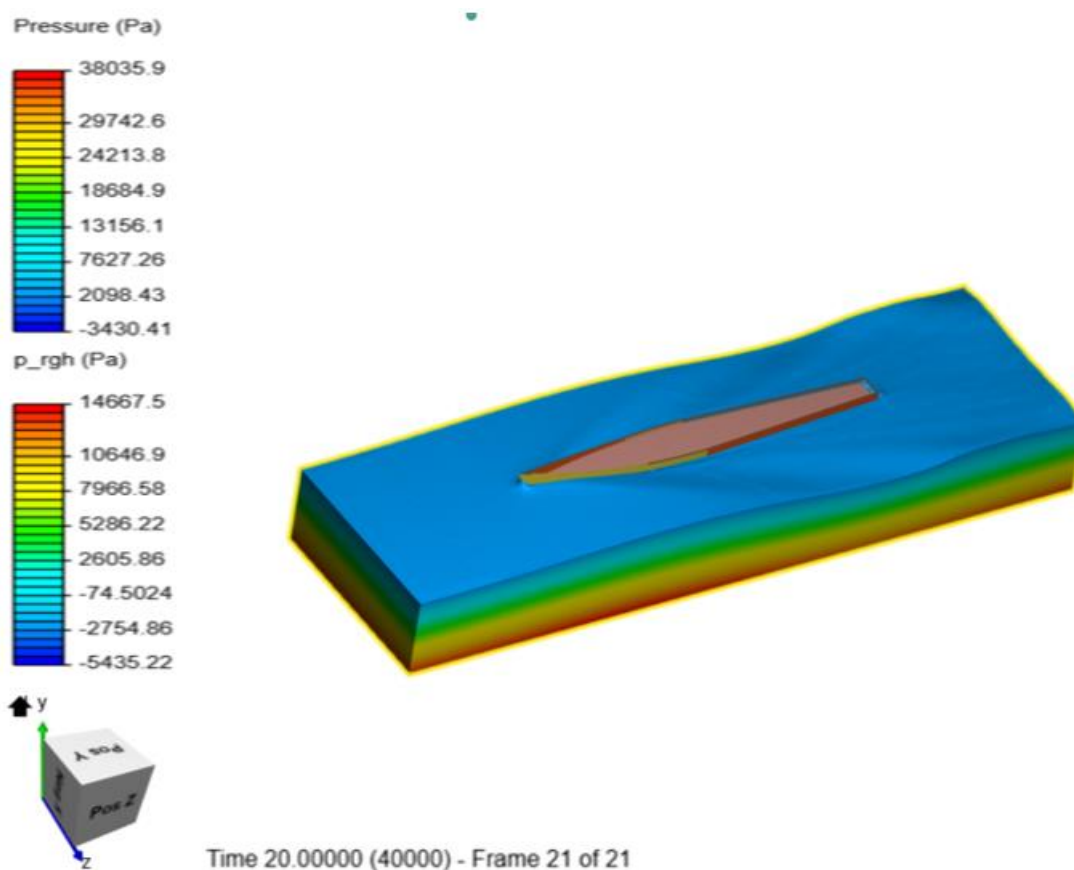 Pressure (Pa)
38035.9
29742.6
24213.8
18684.9
13156.1
7627.26
2098.43
-3430.41
p_rgh (Pa)
14667.5
10646.9
7966.58
5286.22
2605.86
-74.5024
-2754.86
-5435.22
y
Pos Y
Pos Z
z
Time 20.00000 (40000) - Frame 21 of 21